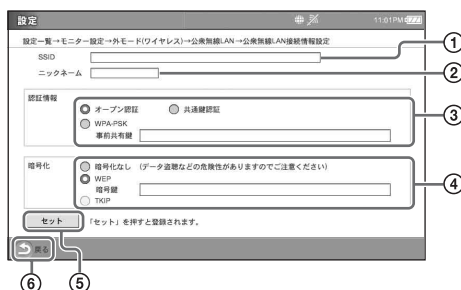 設定
11:01PM
設定一覧→モニター設定→外モード(ワイヤレス)→公衆無線LAN→公衆無線LAN接続情報設定
SSID
①
ニックネーム
②
認証情報
オープン認証 共通鍵認証
③
WPA-PSK
事前共有鍵
暗号化
暗号化なし (データ盗聴などの危険性がありますのでご注意ください)
WEP
④
暗号鍵
TKIP
セット 「セット」を押すと登録されます。
戻る
⑥ ⑤